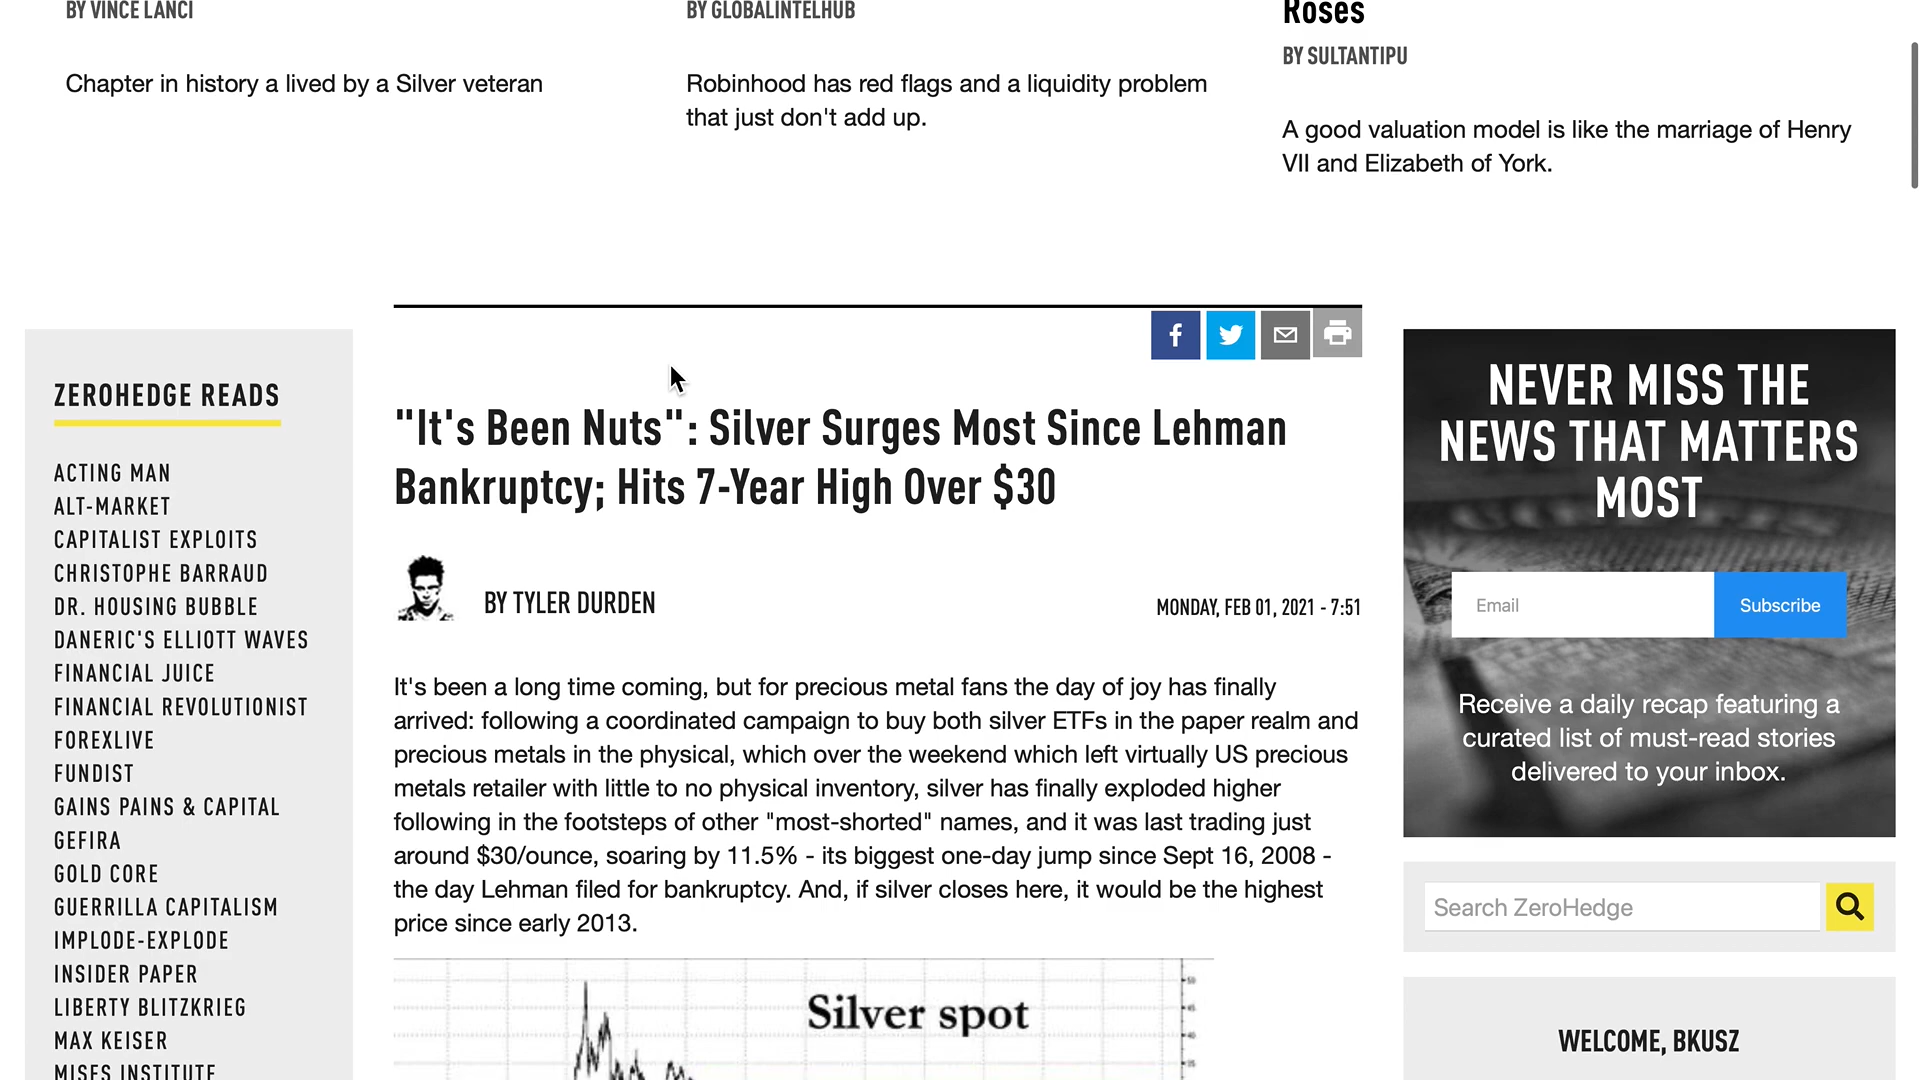 BY VINCE LANCI
Chapter in history a lived by a Silver veteran
BY GLOBALINTELHUB
Robinhood has red flags and a liquidity problem
that just don't add up.
Roses
BY SULTANTIPU
A good valuation model is like the marriage of Henry
VII and Elizabeth of York.
ZEROHEDGE READS
ACTING MAN
ALT-MARKET
CAPITALIST EXPLOITS
CHRISTOPHE BARRAUD
DR. HOUSING BUBBLE
DANERIC'S ELLIOTT WAVES
FINANCIAL JUICE
FINANCIAL REVOLUTIONIST
FOREXLIVE
FUNDIST
GAINS PAINS & CAPITAL
GEFIRA
GOLD CORE
GUERRILLA CAPITALISM
IMPLODE-EXPLODE
INSIDER PAPER
LIBERTY BLITZKRIEG
MAX KEISER
MISES INSTITUTE
"It's Been Nuts": Silver Surges Most Since Lehman
Bankruptcy; Hits 7-Year High Over $30
BY TYLER DURDEN
MONDAY, FEB 01, 2021 - 7:51
It's been a long time coming, but for precious metal fans the day of joy has finally
arrived: following a coordinated campaign to buy both silver ETFs in the paper realm and
precious metals in the physical, which over the weekend which left virtually US precious
metals retailer with little to no physical inventory, silver has finally exploded higher
following in the footsteps of other "most-shorted" names, and it was last trading just
around $30/ounce, soaring by 11.5% - its biggest one-day jump since Sept 16, 2008 -
the day Lehman filed for bankruptcy. And, if silver closes here, it would be the highest
price since early 2013.
Silver spot
NEVER MISS THE
NEWS THAT MATTERS
MOST
Email
Subscribe
Receive a daily recap featuring a
curated list of must-read stories
delivered to your inbox.
Search ZeroHedge
WELCOME, BKUSZ